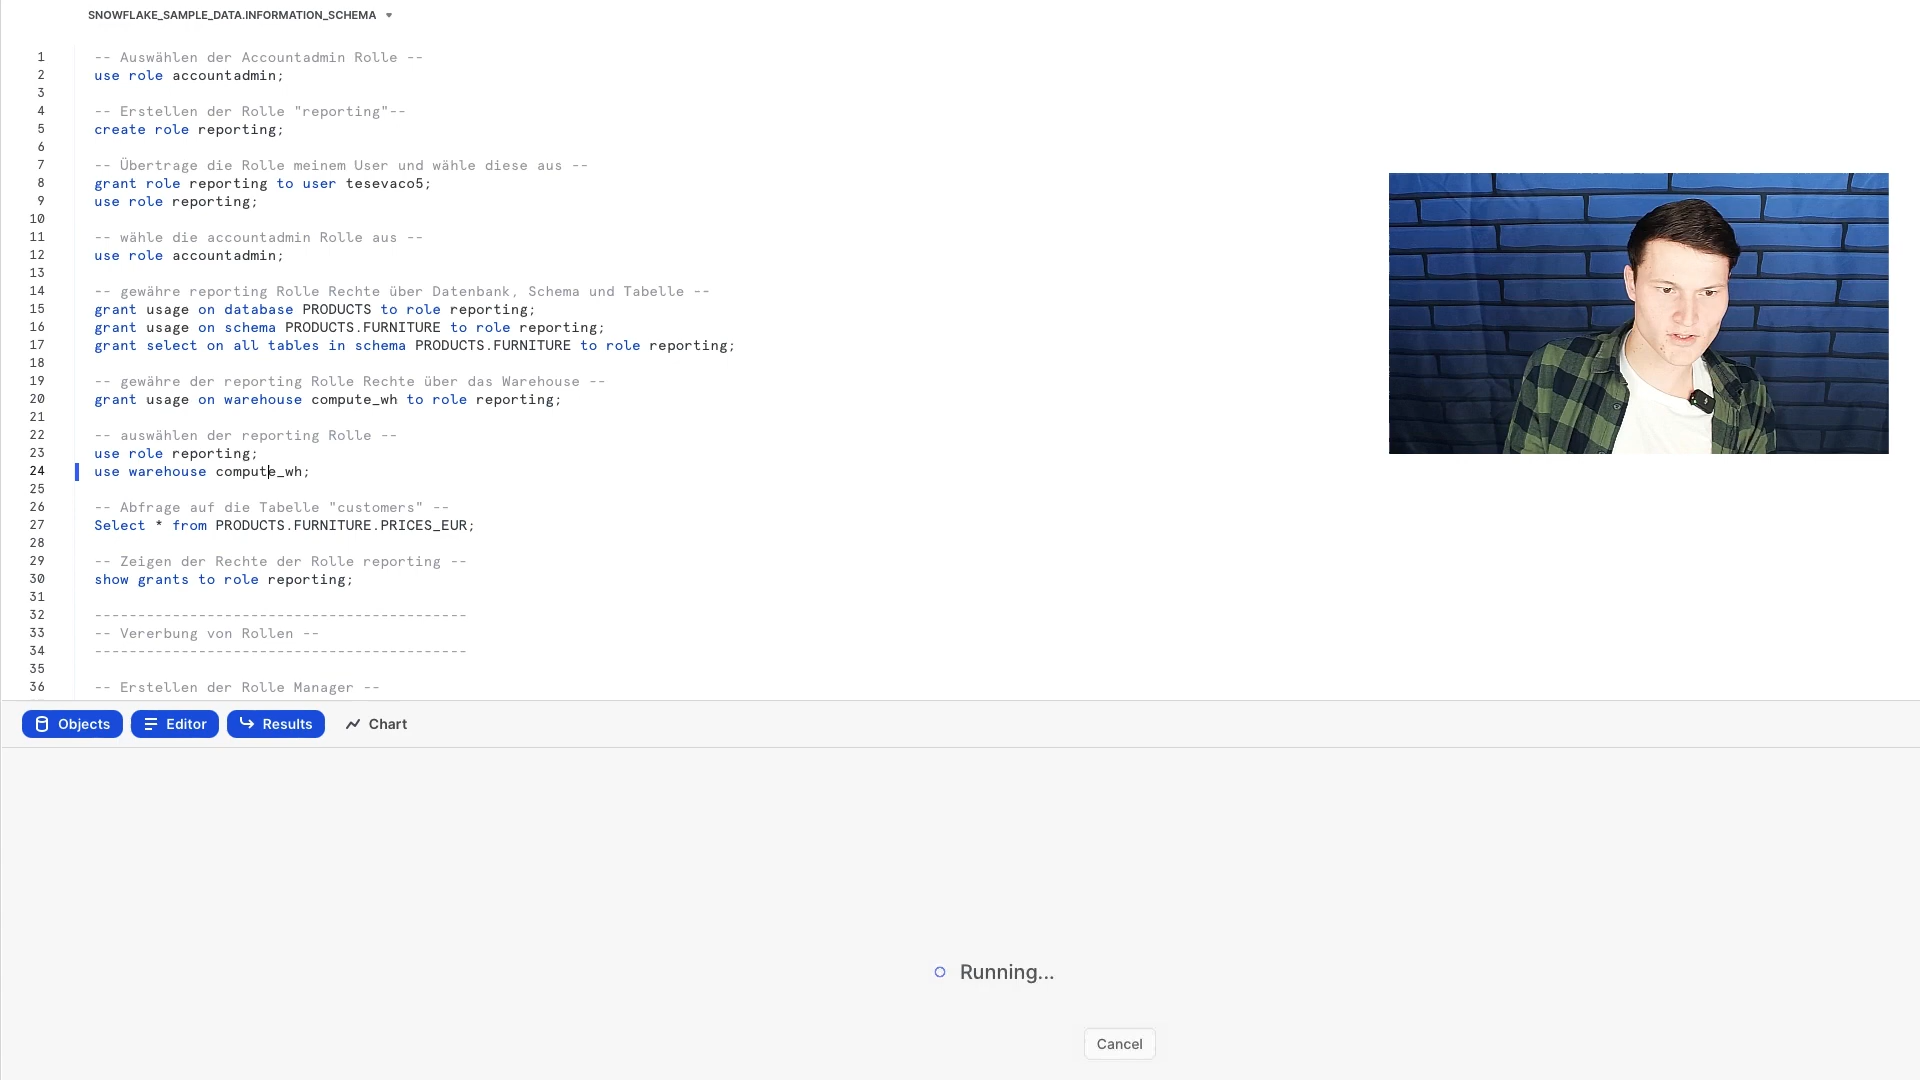 SNOWFLAKE_SAMPLE_DATA.INFORMATION_SCHEMA
1 -- Auswählen der Accountadmin Rolle --
2 use role accountadmin;
3
4 -- Erstellen der Rolle "reporting"--
5 create role reporting;
6
7 -- Übertrage die Rolle meinem User und wähle diese aus --
8 grant role reporting to user tesevaco5;
9 use role reporting;
10
11 -- wähle die accountadmin Rolle aus --
12 use role accountadmin;
13
14 -- gewähre reporting Rolle Rechte über Datenbank, Schema und Tabelle --
15 grant usage on database PRODUCTS to role reporting;
16 grant usage on schema PRODUCTS.FURNITURE to role reporting;
17 grant select on all tables in schema PRODUCTS.FURNITURE to role reporting;
18
19 -- gewähre der reporting Rolle Rechte über das Warehouse --
20 grant usage on warehouse compute_wh to role reporting;
21
22 -- auswählen der reporting Rolle --
23 use role reporting;
24 use warehouse compute_wh;
25
26 -- Abfrage auf die Tabelle "customers" --
27 Select * from PRODUCTS.FURNITURE.PRICES_EUR;
28
29 -- Zeigen der Rechte der Rolle reporting --
30 show grants to role reporting;
31
32 -------------------------------------------
33 -- Vererbung von Rollen --
34 -------------------------------------------
35
36 -- Erstellen der Rolle Manager --
Objects Editor Results Chart
Running...
Cancel